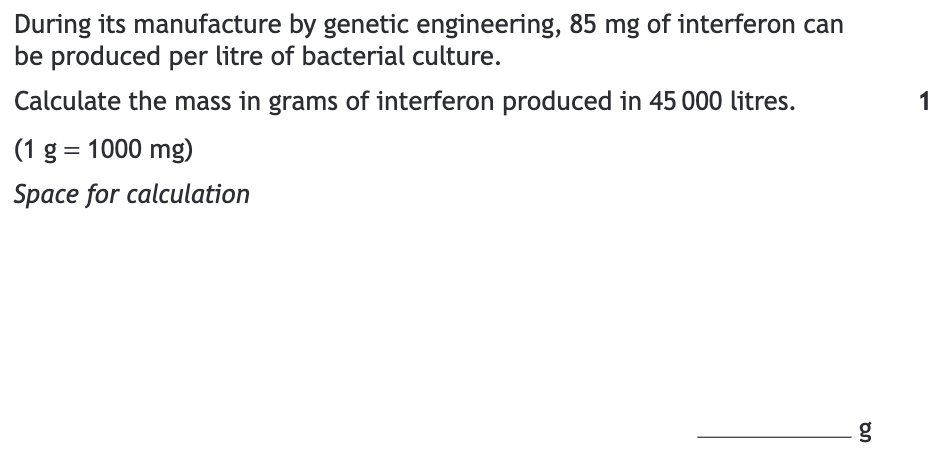 During its manufacture by genetic engineering, 85 mg of interferon can
be produced per litre of bacterial culture.
Calculate the mass in grams of interferon produced in 45 000 litres. 1
(1 g = 1000 mg)
Space for calculation
g